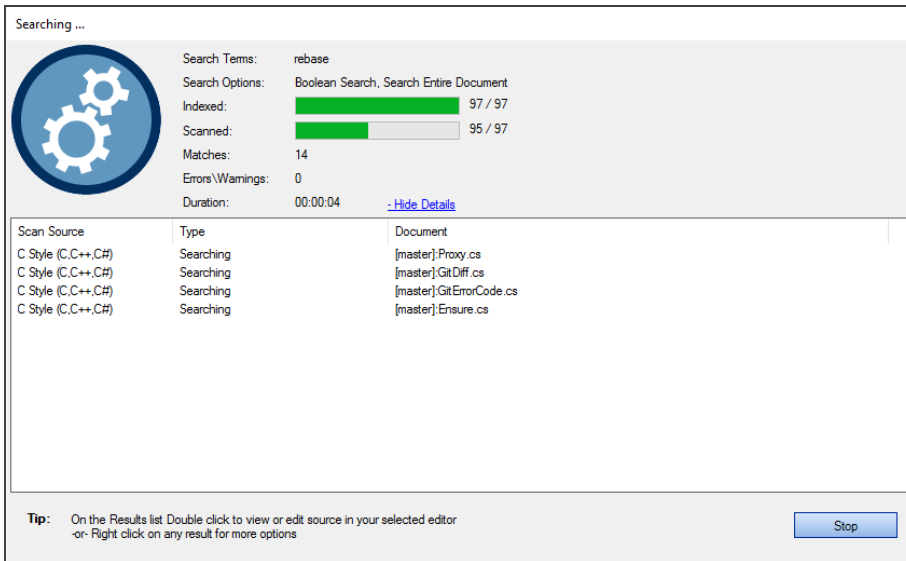 Searching ...
Search Terms: rebase
Search Options: Boolean Search, Search Entire Document
Indexed: 97 / 97
Scanned: 95 / 97
Matches: 14
Errors\Warnings: 0
Duration: 00:00:04 - Hide Details
Scan Source Type Document
C Style (C,C++,C#) Searching [master]:Proxy.cs
C Style (C,C++,C#) Searching [master]:GitDiff.cs
C Style (C,C++,C#) Searching [master]:GitErrorCode.cs
C Style (C,C++,C#) Searching [master]:Ensure.cs
Tip: On the Results list Double click to view or edit source in your selected editor
-or- Right click on any result for more options
Stop